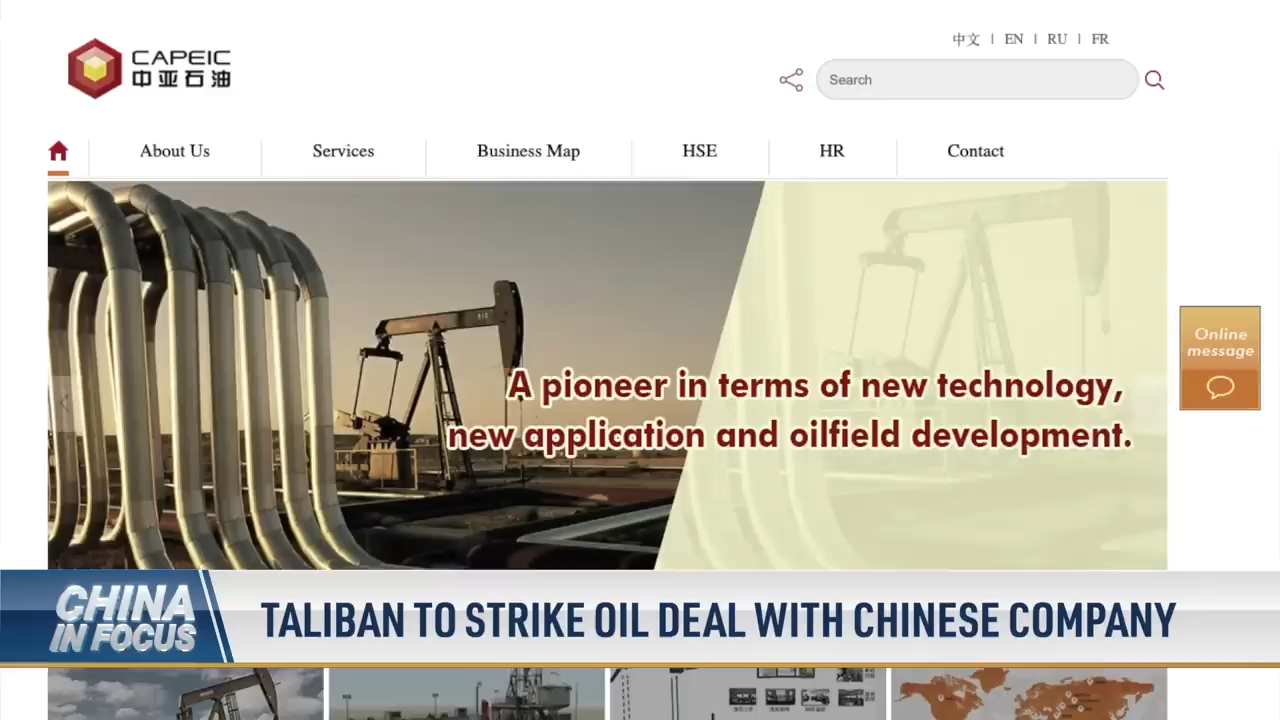 CAPEIC
中亚石油
中文 | EN | RU | FR
Search
About Us
Services
Business Map
HSE
HR
Contact
A pioneer in terms of new technology,
new application and oilfield development.
Online
message
CHINA
IN FOCUS
TALIBAN TO STRIKE OIL DEAL WITH CHINESE COMPANY